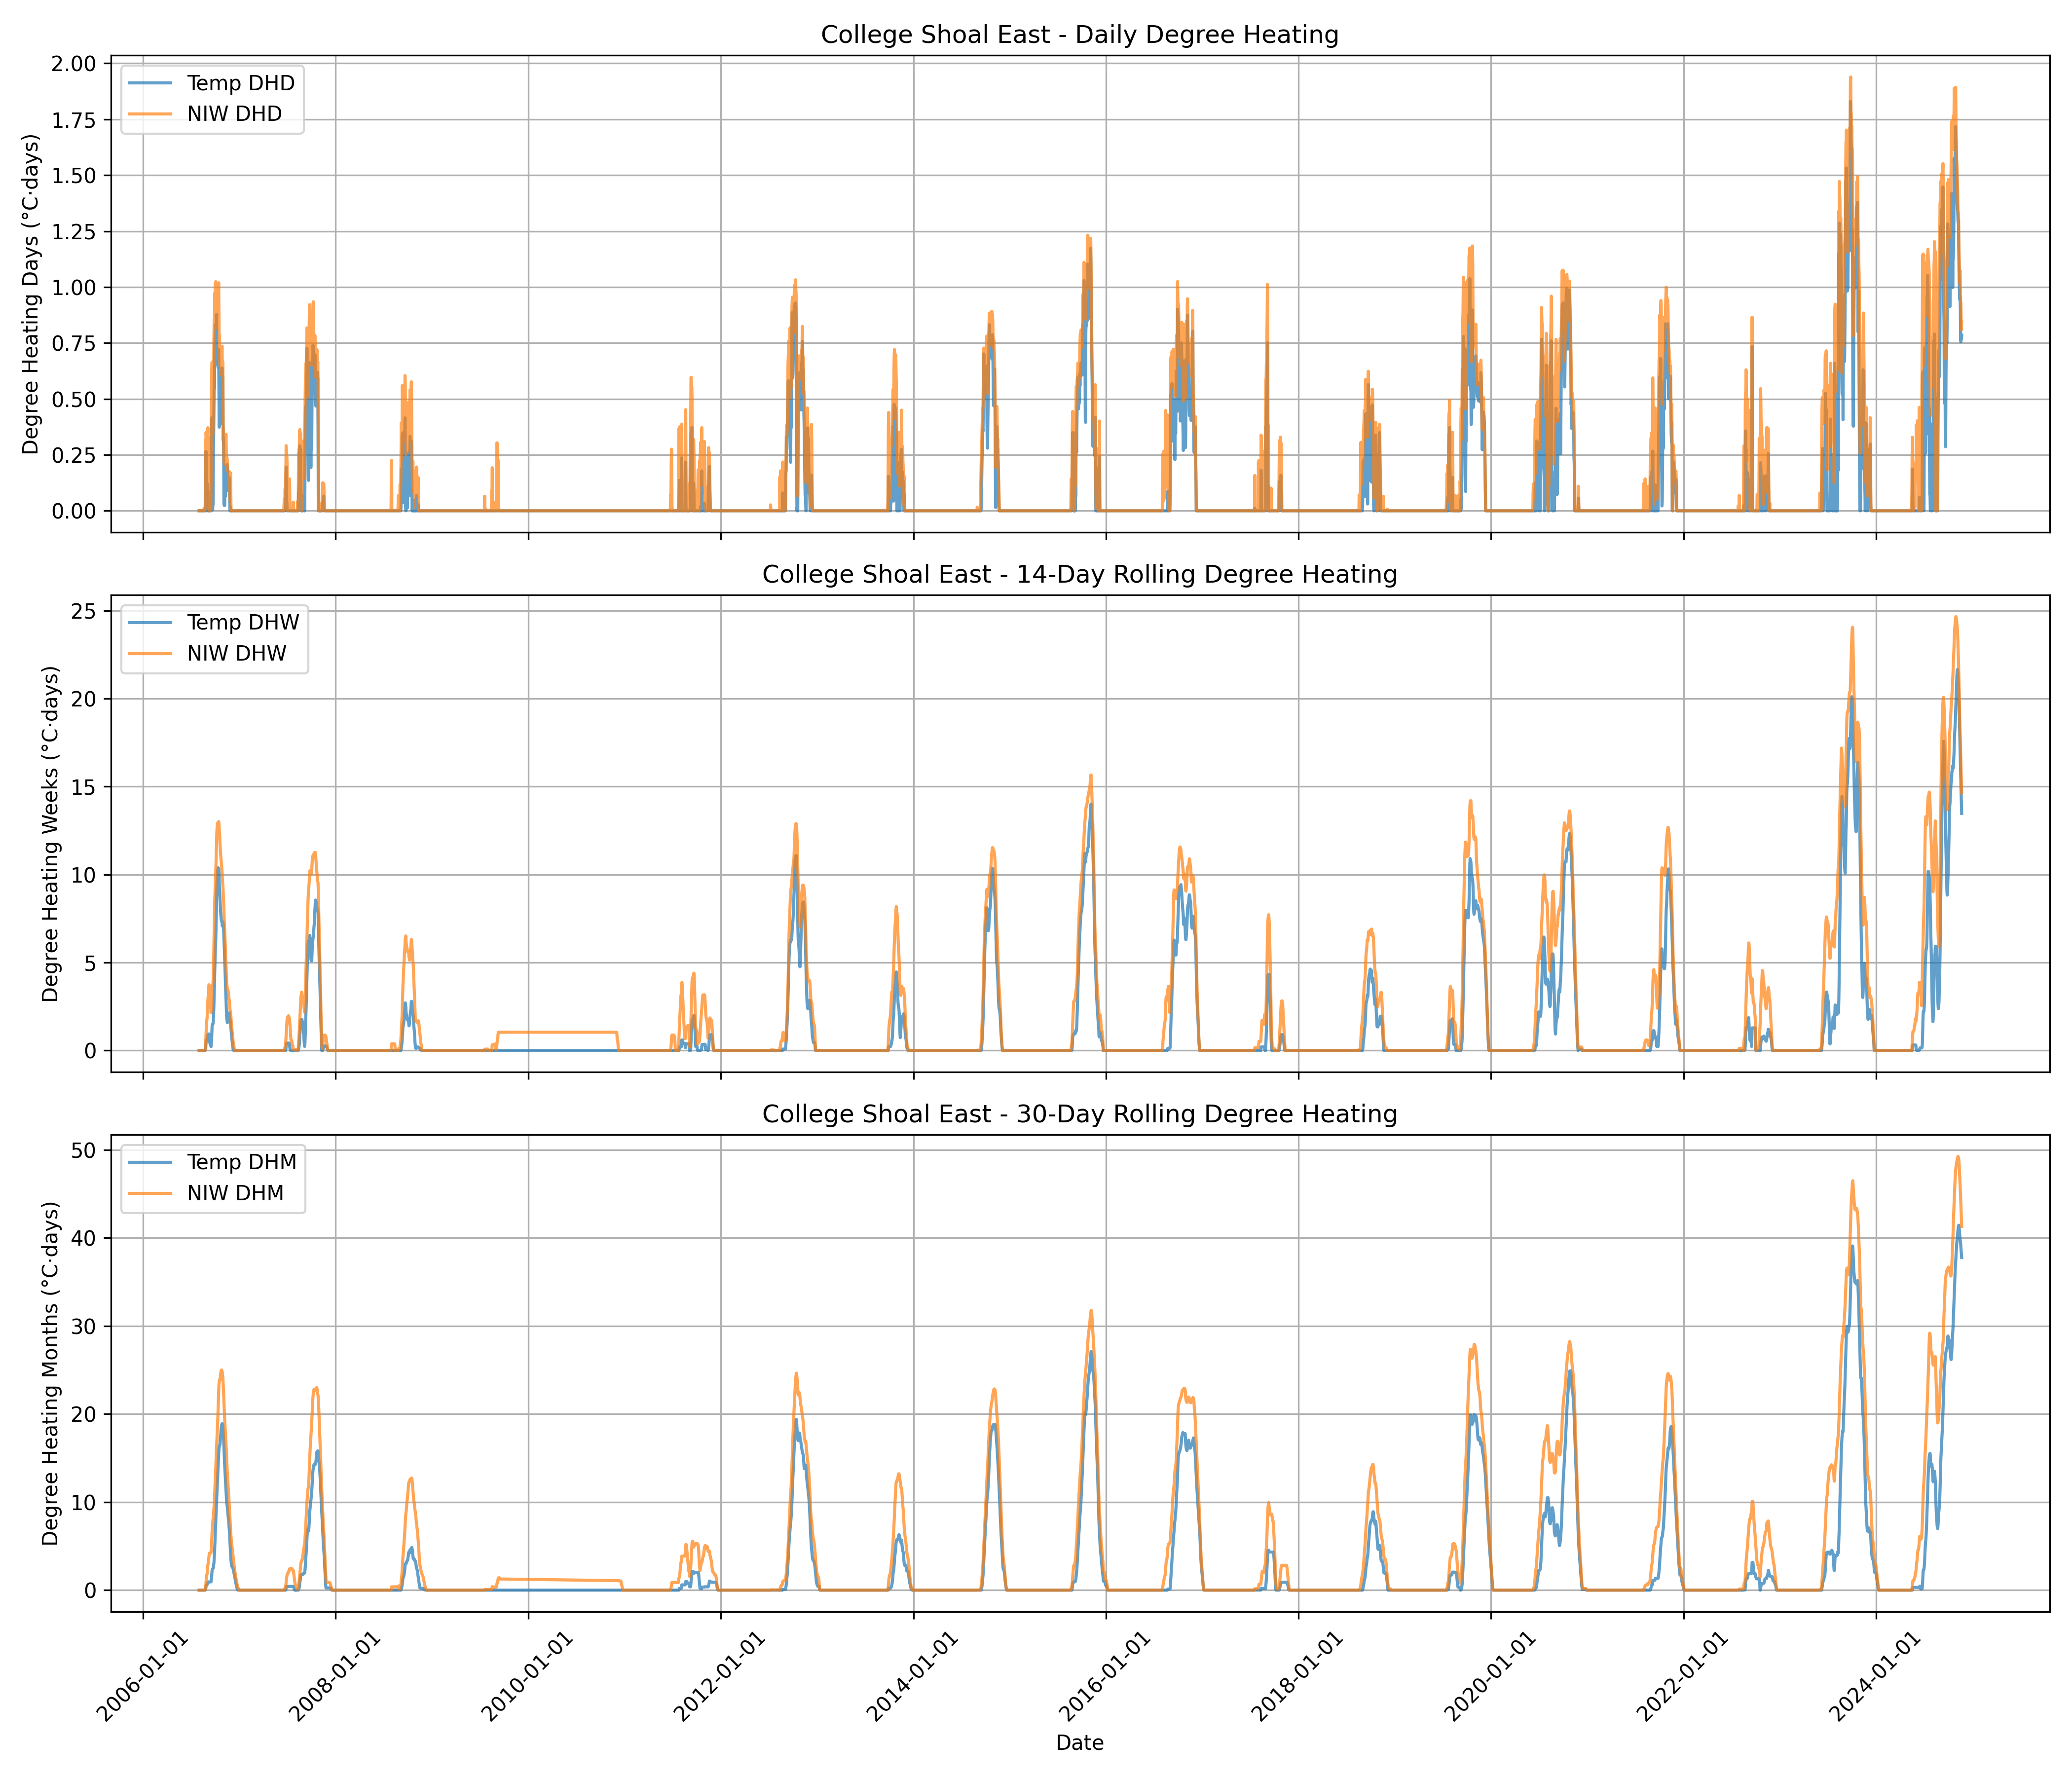 College Shoal East - Daily Degree Heating
Temp DHD
NIW DHD
Degree Heating Days (°C·days)
2.00
1.75
1.50
1.25
1.00
0.75
0.50
0.25
0.00
College Shoal East - 14-Day Rolling Degree Heating
Temp DHW
NIW DHW
Degree Heating Weeks (°C·days)
25
20
15
10
5
0
College Shoal East - 30-Day Rolling Degree Heating
Temp DHM
NIW DHM
Degree Heating Months (°C·days)
50
40
30
20
10
0
2006-01-01
2008-01-01
2010-01-01
2012-01-01
2014-01-01
2016-01-01
2018-01-01
2020-01-01
2022-01-01
2024-01-01
Date